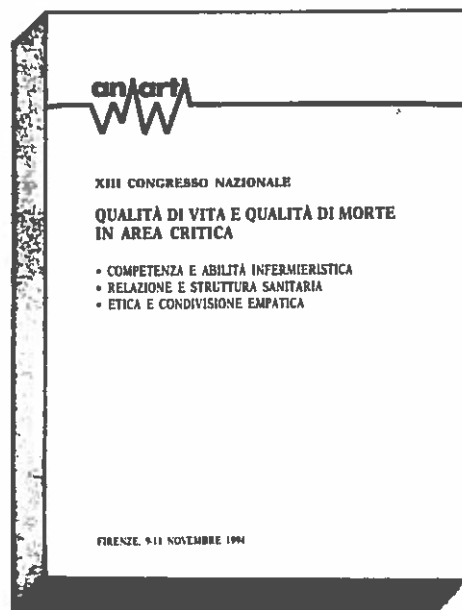 aniarti
XIII CONGRESSO NAZIONALE
QUALITÀ DI VITA E QUALITÀ DI MORTE
IN AREA CRITICA
• COMPETENZA E ABILITÀ INFERMIERISTICA
• RELAZIONE E STRUTTURA SANITARIA
• ETICA E CONDIVISIONE EMPATICA
FIRENZE, 9-11 NOVEMBRE 1994